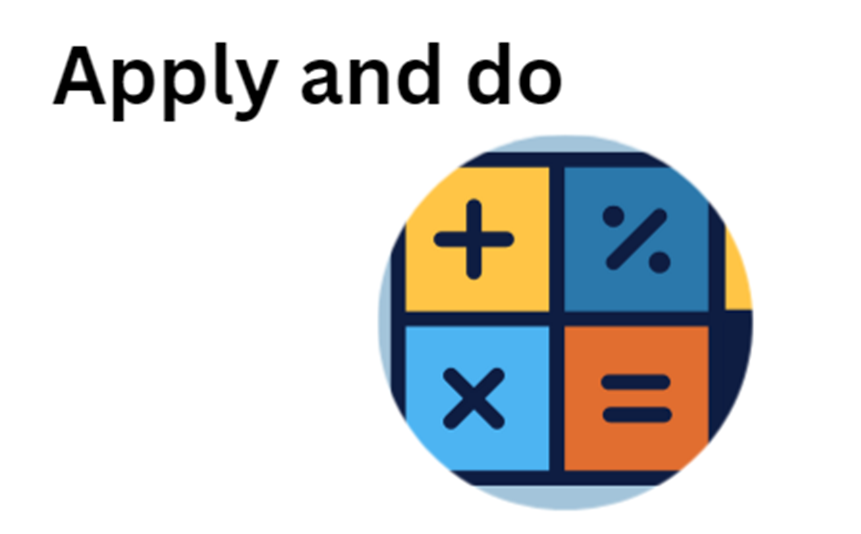 Apply and do
+ %
× =